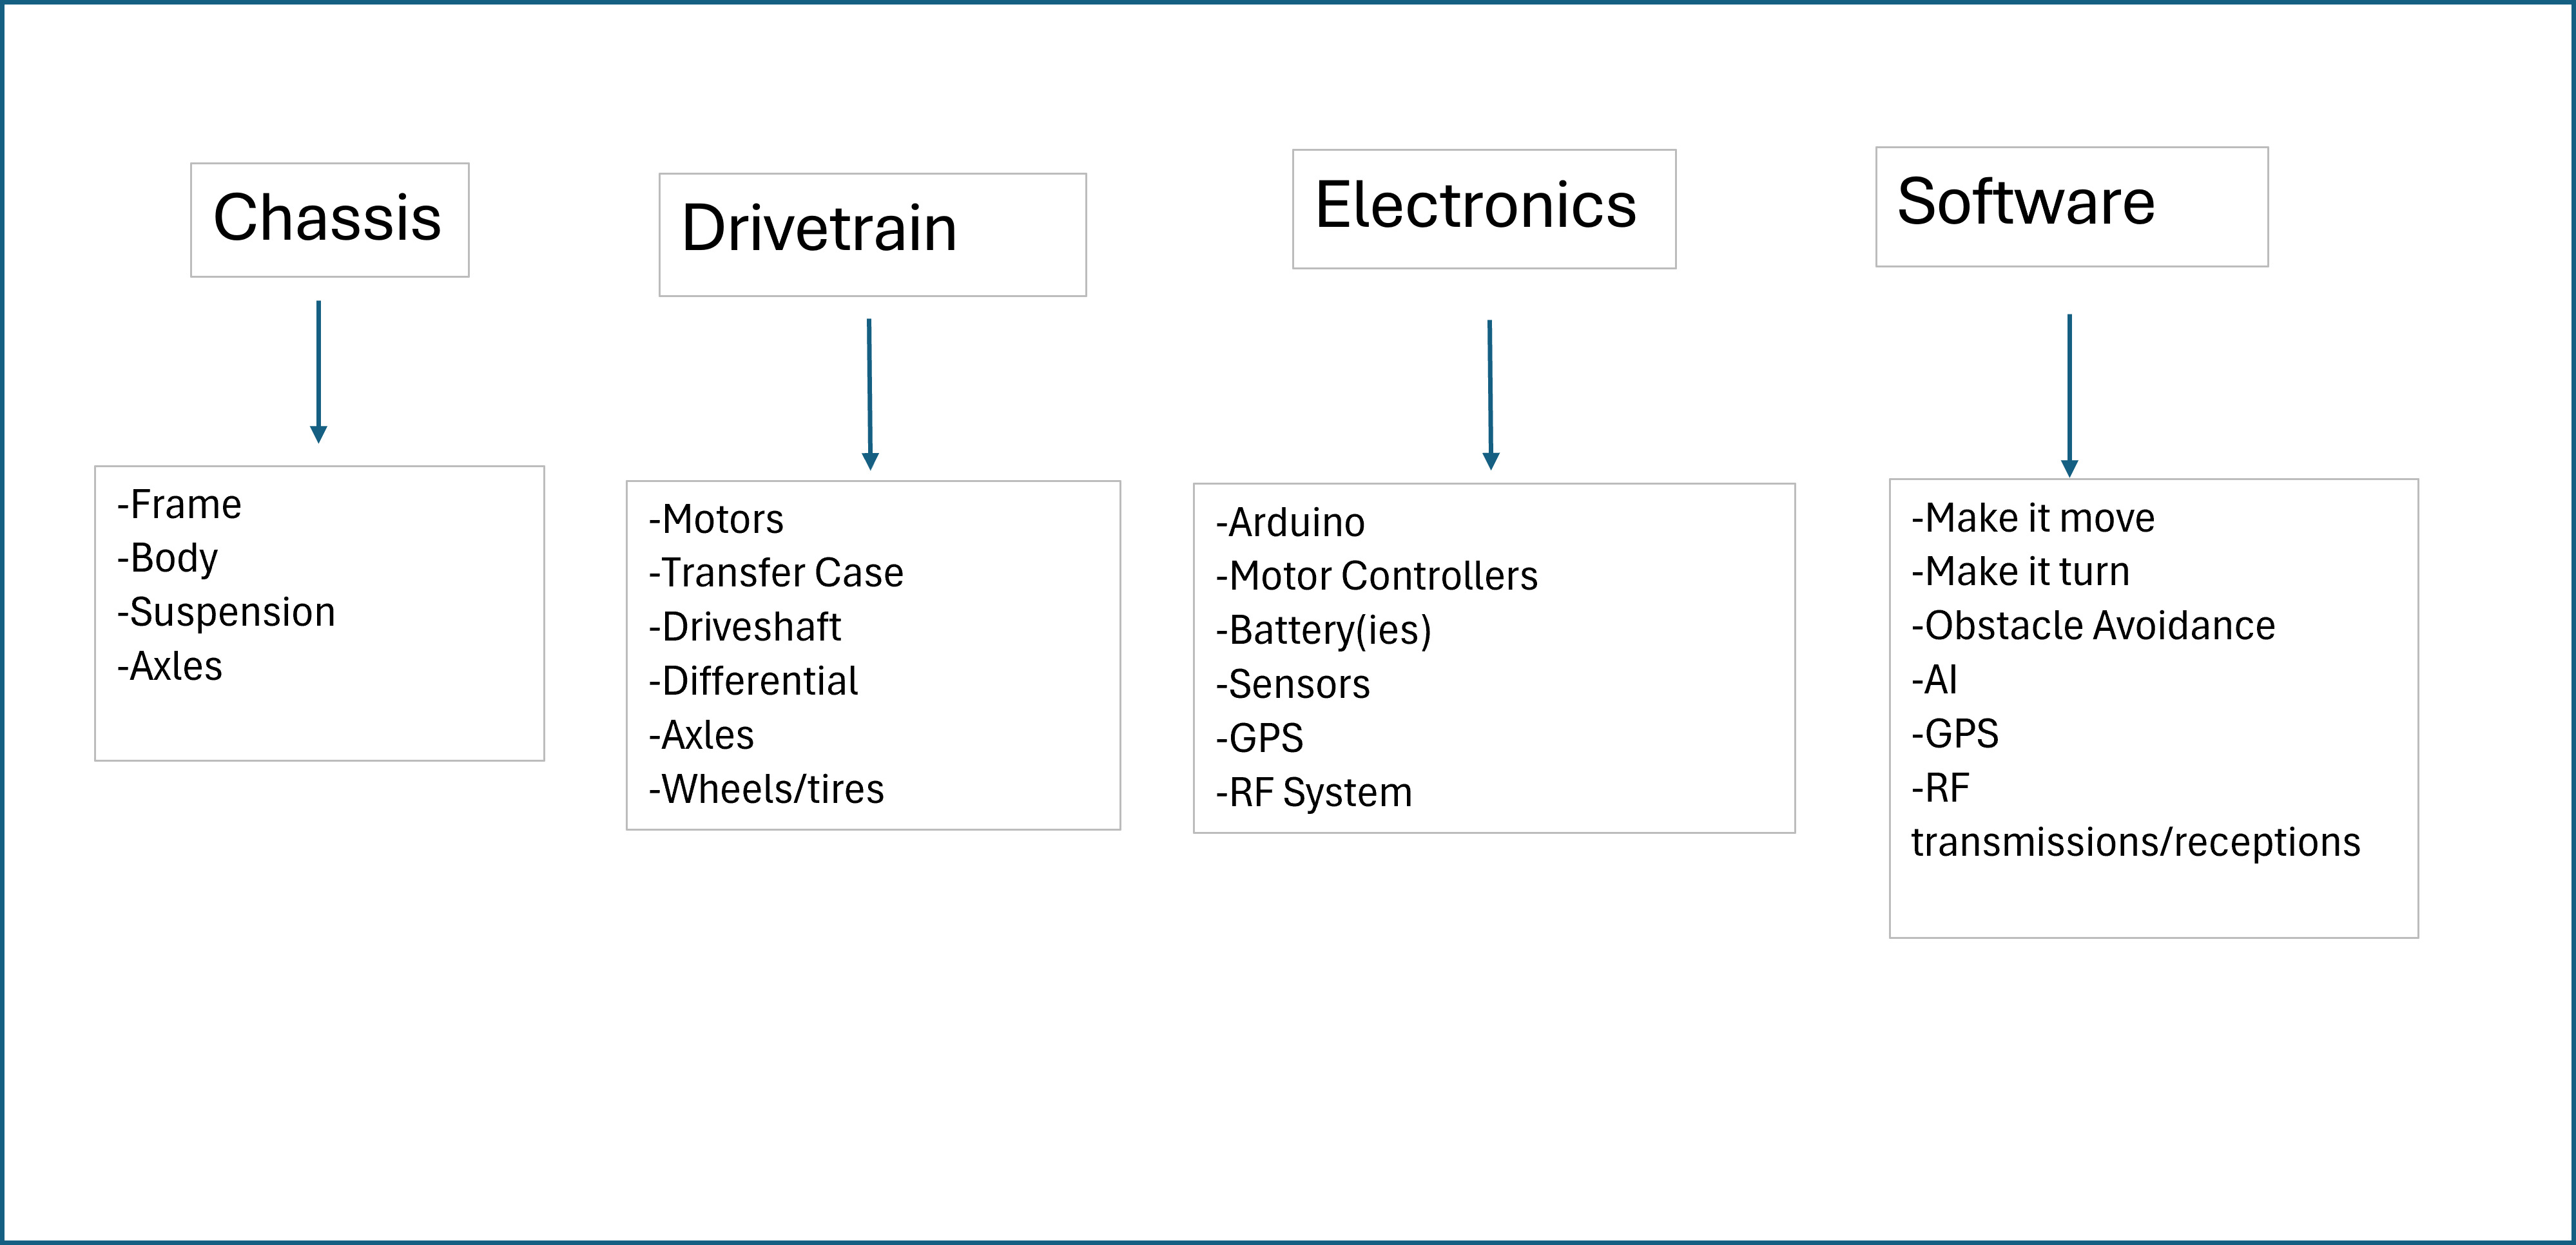 Chassis
-Frame
-Body
-Suspension
-Axles
Drivetrain
-Motors
-Transfer Case
-Driveshaft
-Differential
-Axles
-Wheels/tires
Electronics
-Arduino
-Motor Controllers
-Battery(ies)
-Sensors
-GPS
-RF System
Software
-Make it move
-Make it turn
-Obstacle Avoidance
-AI
-GPS
-RF
transmissions/receptions